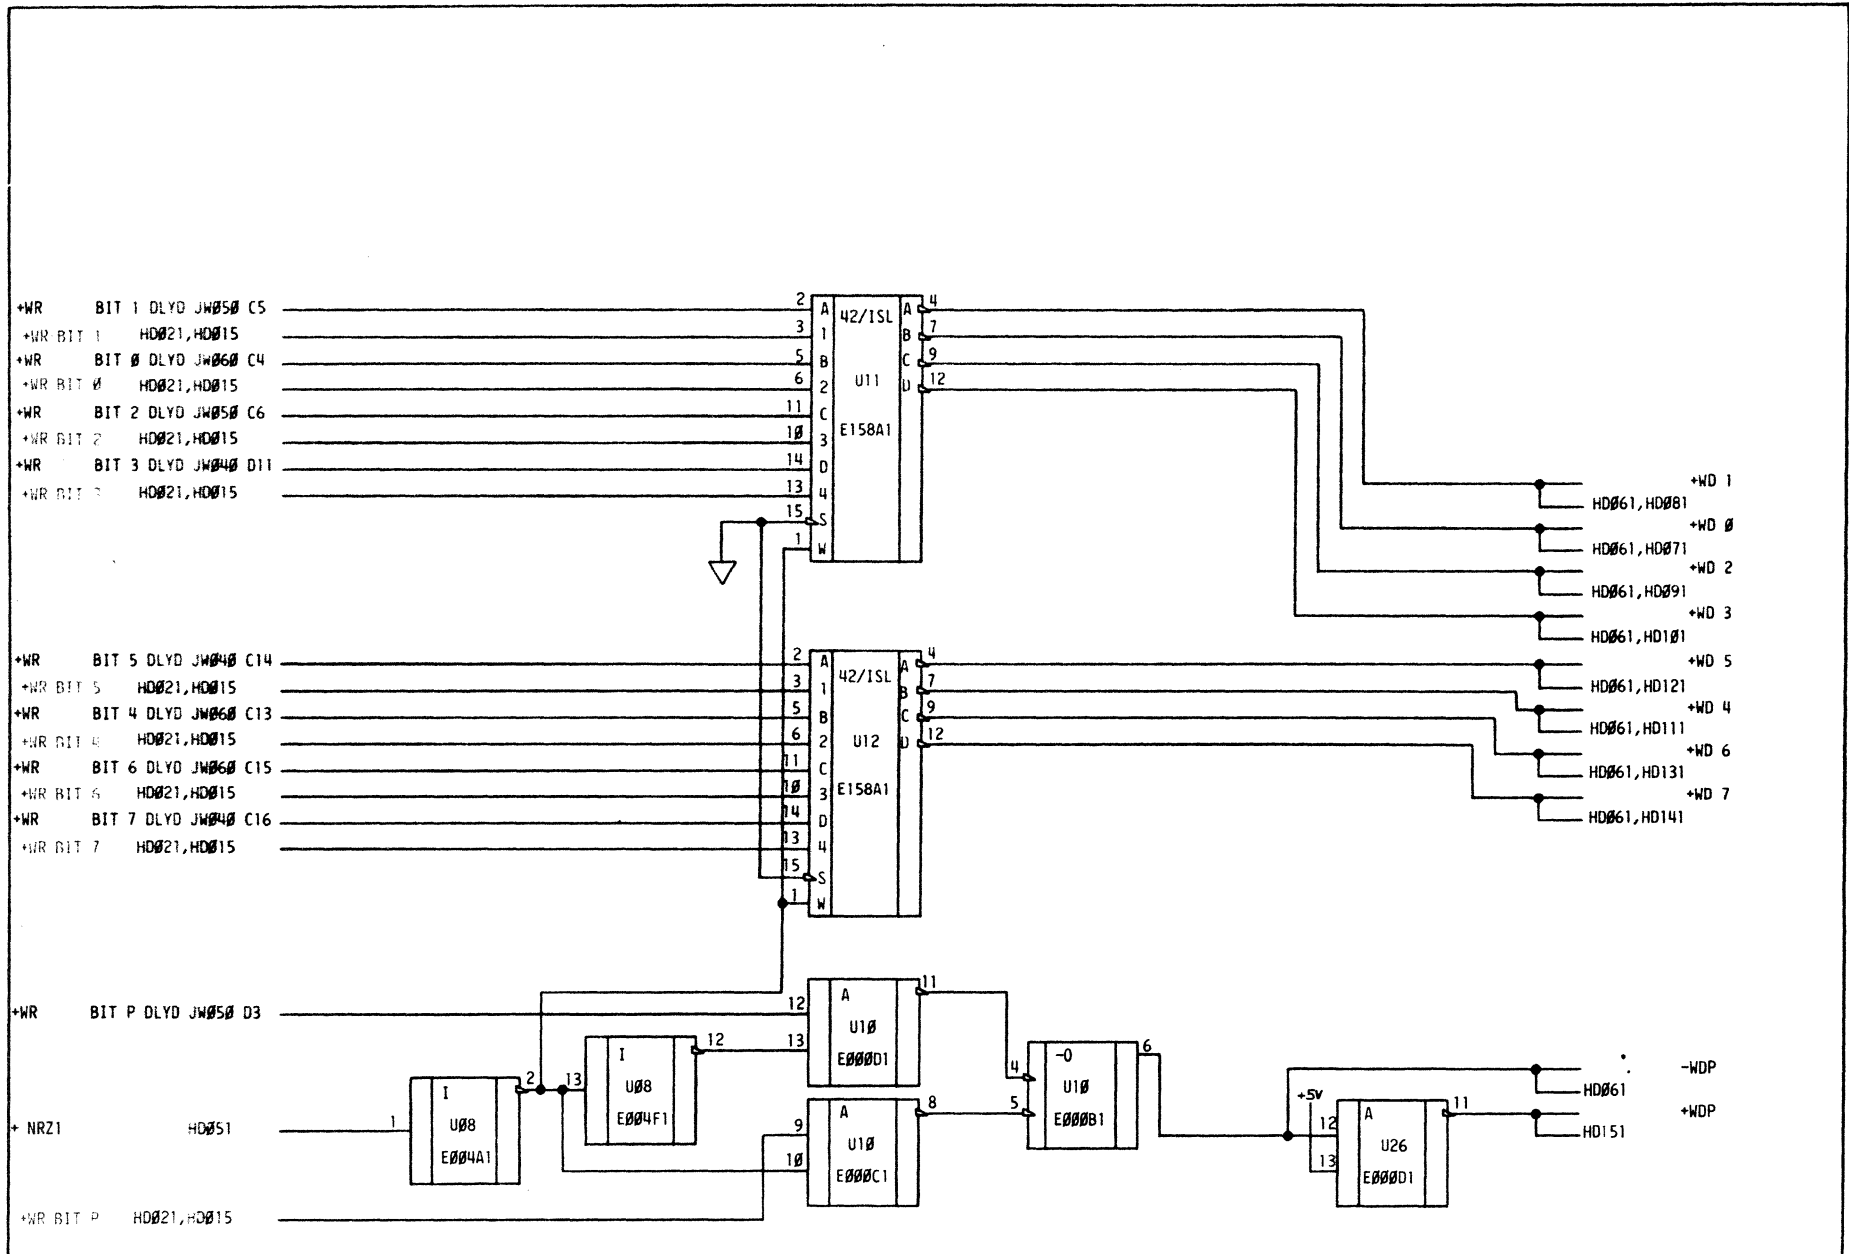 +WR BIT 1 DLYD JWØ5Ø C5
+WR BIT 1 HDØ21,HDØ15
+WR BIT Ø DLYD JWØ6Ø C4
+WR BIT Ø HDØ21,HDØ15
+WR BIT 2 DLYD JWØ5Ø C6
+WR BIT 2 HDØ21,HDØ15
+WR BIT 3 DLYD JWØ4Ø D11
+WR BIT 3 HDØ21,HDØ15
2 A
3 1
5 B
6 2
11 C
1Ø 3
14 D
13 4
15 S
1 W
42/ISL
U11
E158A1
A 4
B 7
C 9
D 12
+WD 1
HDØ61,HDØ81
+WD Ø
HDØ61,HDØ71
+WD 2
HDØ61,HDØ91
+WD 3
HDØ61,HD1Ø1
+WR BIT 5 DLYD JWØ4Ø C14
+WR BIT 5 HDØ21,HDØ15
+WR BIT 4 DLYD JWØ6Ø C13
+WR BIT 4 HDØ21,HDØ15
+WR BIT 6 DLYD JWØ6Ø C15
+WR BIT 6 HDØ21,HDØ15
+WR BIT 7 DLYD JWØ4Ø C16
+WR BIT 7 HDØ21,HDØ15
2 A
3 1
5 B
6 2
11 C
1Ø 3
14 D
13 4
15 S
1 W
42/ISL
U12
E158A1
A 4
B 7
C 9
D 12
+WD 5
HDØ61,HD121
+WD 4
HDØ61,HD111
+WD 6
HDØ61,HD131
+WD 7
HDØ61,HD141
+WR BIT P DLYD JWØ5Ø D3
+ NRZ1 HDØ51
+WR BIT P HDØ21,HDØ15
1
I
UØ8
EØØ4A1
2
13
I
UØ8
EØØ4F1
12
12
13
A
U1Ø
EØØØD1
11
9
1Ø
A
U1Ø
EØØØC1
8
4
5
-O
U1Ø
EØØØB1
6
+5V
12
13
A
U26
EØØØD1
11
-WDP
HDØ61
+WDP
HD151